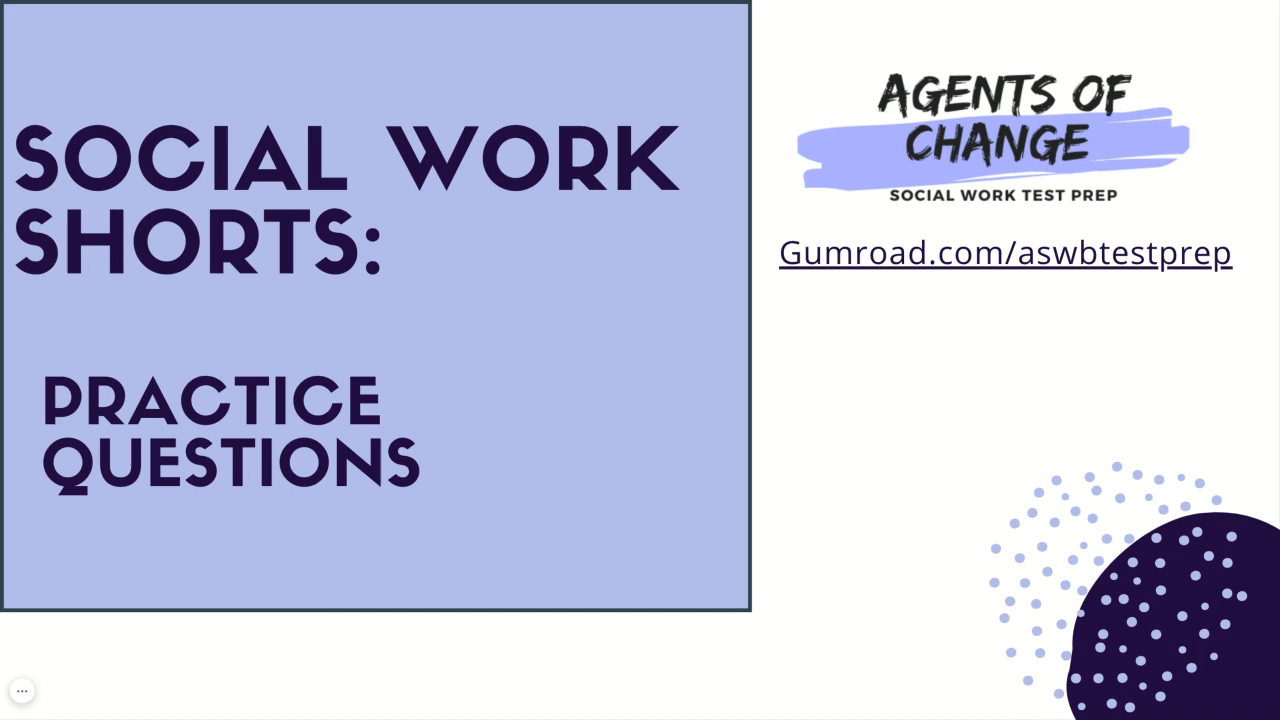 SOCIAL WORK
SHORTS:
PRACTICE
QUESTIONS
AGENTS OF
CHANGE
SOCIAL WORK TEST PREP
Gumroad.com/aswbtestprep